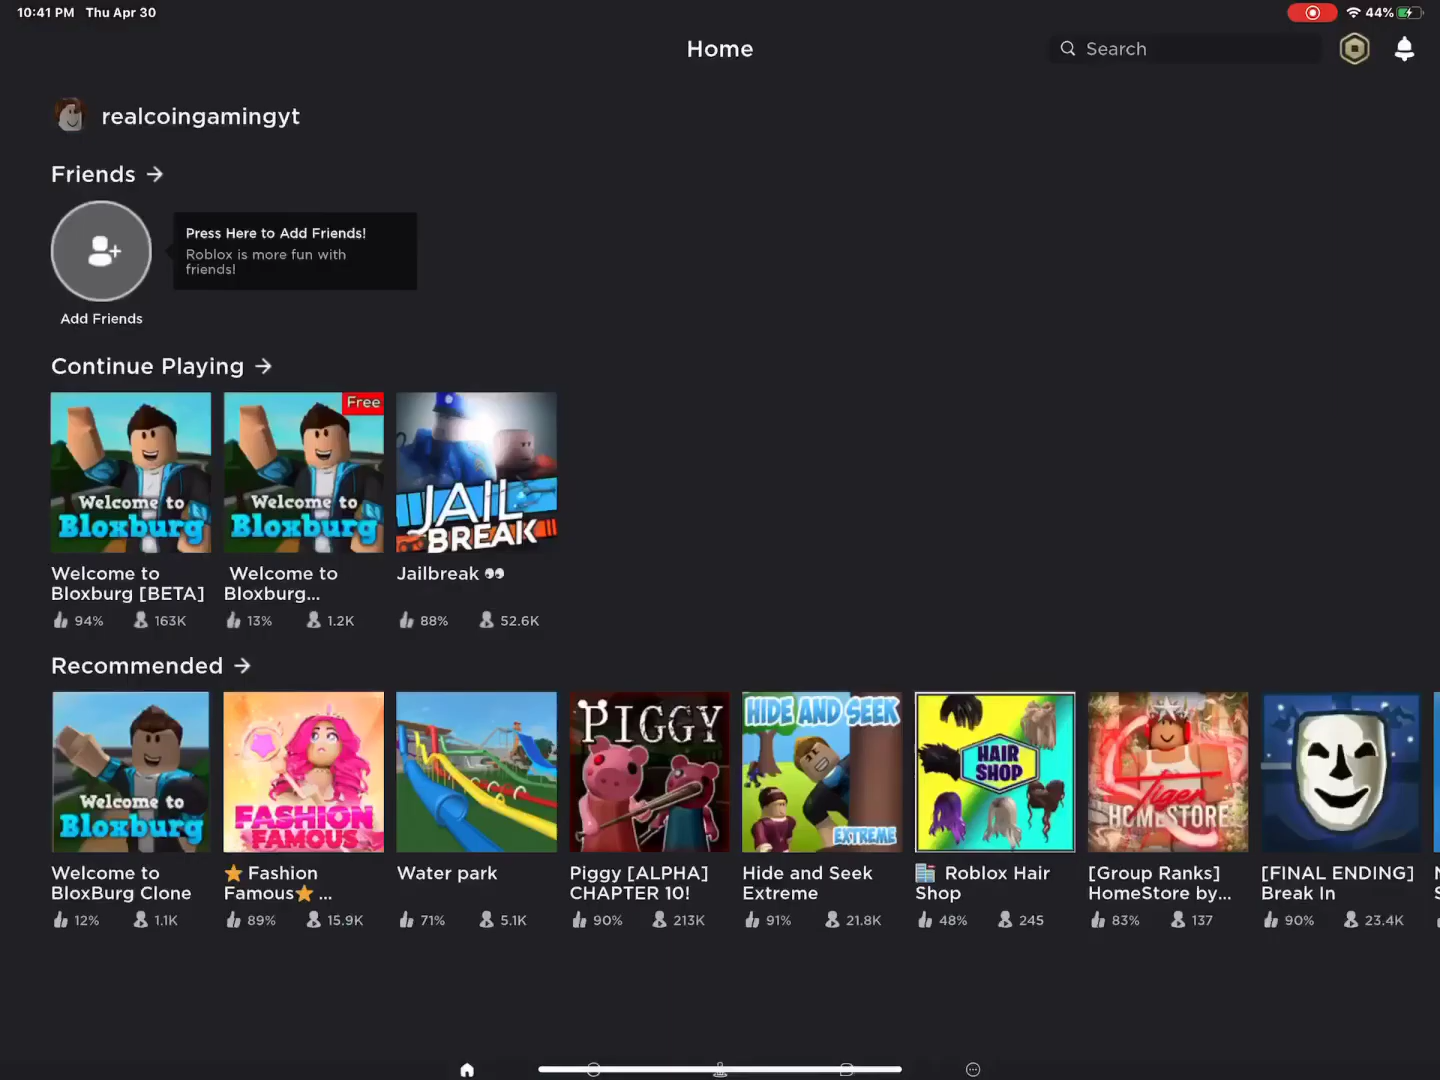 10:41 PM Thu Apr 30
44%
Home
Search
realcoingamingyt
Friends →
Press Here to Add Friends!
Roblox is more fun with
friends!
Add Friends
Continue Playing →
Welcome to
Bloxburg
Free
Welcome to
Bloxburg
JAIL
BREAK
Welcome to
Bloxburg [BETA]
94% 163K
Welcome to
Bloxburg...
13% 1.2K
Jailbreak 👀
88% 52.6K
Recommended →
Welcome to
Bloxburg
FASHION
FAMOUS
PIGGY
HIDE AND SEEK
EXTREME
HAIR
SHOP
Tiger
HOMESTORE
Welcome to
BloxBurg Clone
12% 1.1K
⭐ Fashion
Famous⭐ ...
89% 15.9K
Water park
71% 5.1K
Piggy [ALPHA]
CHAPTER 10!
90% 213K
Hide and Seek
Extreme
91% 21.8K
🏬 Roblox Hair
Shop
48% 245
[Group Ranks]
HomeStore by...
83% 137
[FINAL ENDING]
Break In
90% 23.4K